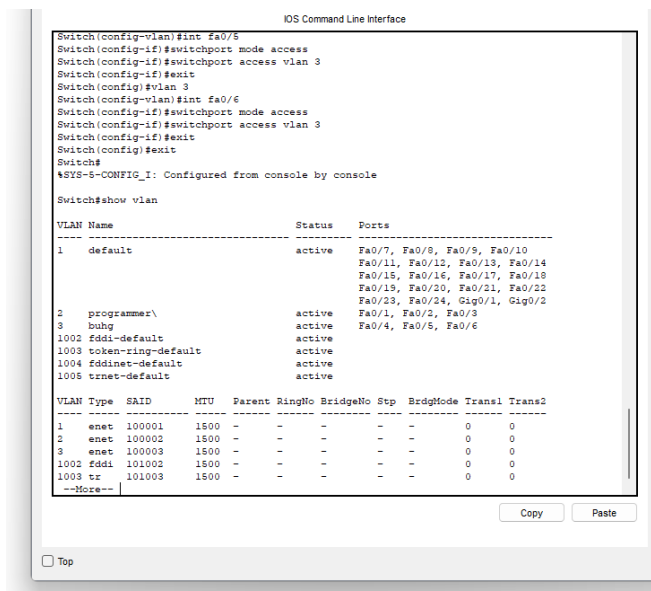 IOS Command Line Interface
Switch(config-vlan)#int fa0/5
Switch(config-if)#switchport mode access
Switch(config-if)#switchport access vlan 3
Switch(config-if)#exit
Switch(config)#vlan 3
Switch(config-vlan)#int fa0/6
Switch(config-if)#switchport mode access
Switch(config-if)#switchport access vlan 3
Switch(config-if)#exit
Switch(config)#exit
Switch#
%SYS-5-CONFIG_I: Configured from console by console
Switch#show vlan
VLAN Name                             Status    Ports
---- -------------------------------- --------- -------------------------------
1    default                          active    Fa0/7, Fa0/8, Fa0/9, Fa0/10
                                                Fa0/11, Fa0/12, Fa0/13, Fa0/14
                                                Fa0/15, Fa0/16, Fa0/17, Fa0/18
                                                Fa0/19, Fa0/20, Fa0/21, Fa0/22
                                                Fa0/23, Fa0/24, Gig0/1, Gig0/2
2    programmer\                      active    Fa0/1, Fa0/2, Fa0/3
3    buhg                             active    Fa0/4, Fa0/5, Fa0/6
1002 fddi-default                     active
1003 token-ring-default               active
1004 fddinet-default                  active
1005 trnet-default                    active
VLAN Type  SAID       MTU   Parent RingNo BridgeNo Stp  BrdgMode Trans1 Trans2
---- ----- ---------- ----- ------ ------ -------- ---- -------- ------ ------
1    enet  100001     1500  -      -      -        -    -        0      0
2    enet  100002     1500  -      -      -        -    -        0      0
3    enet  100003     1500  -      -      -        -    -        0      0
1002 fddi  101002     1500  -      -      -        -    -        0      0
1003 tr    101003     1500  -      -      -        -    -        0      0
--More--
Copy Paste
Top